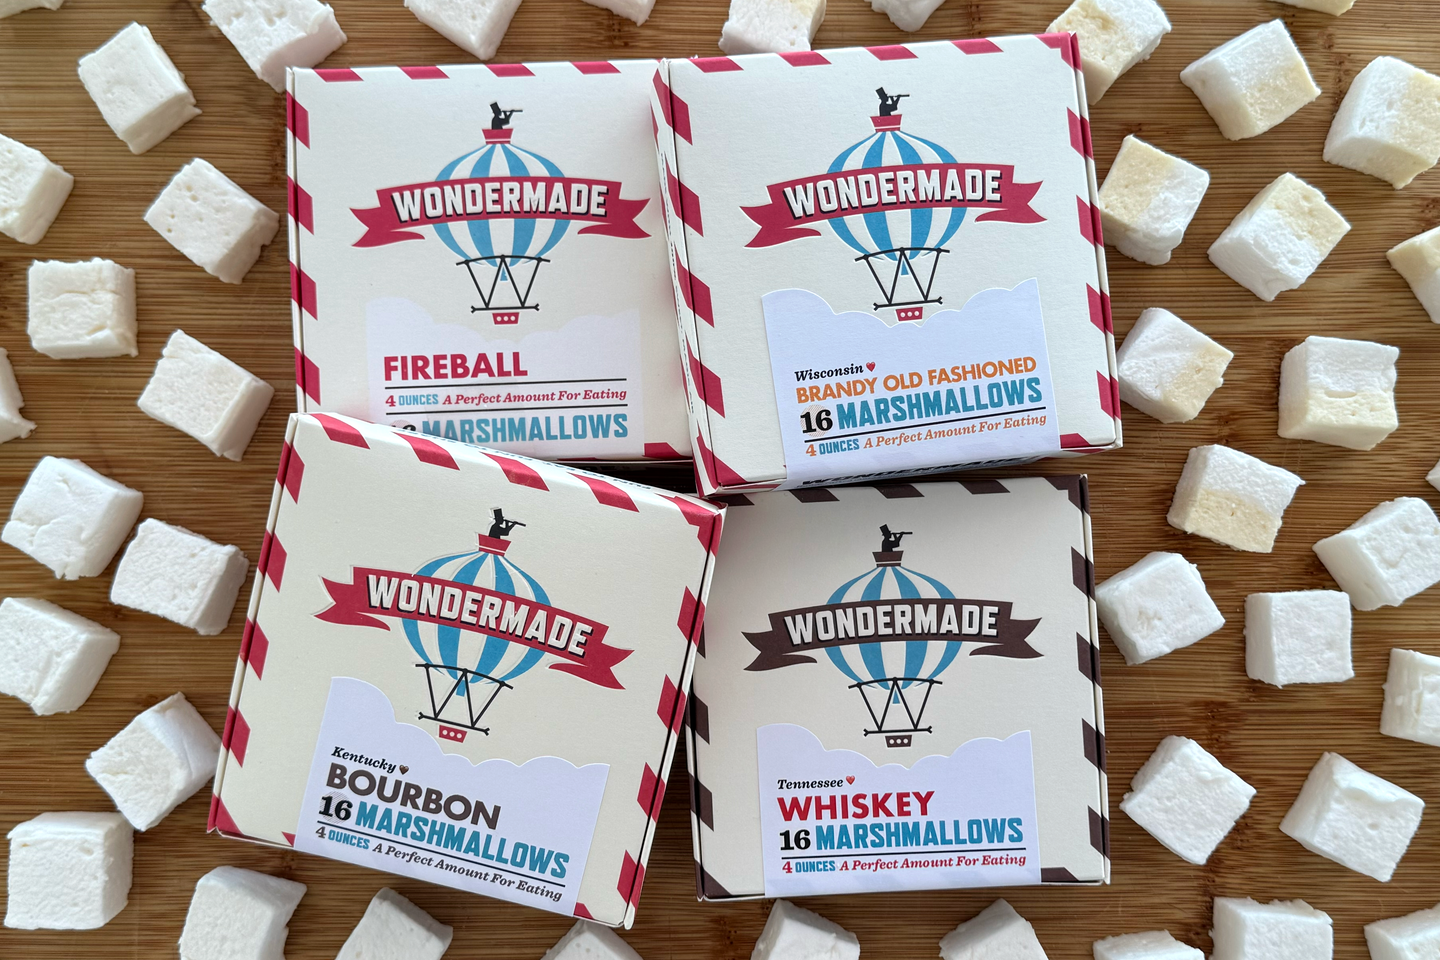 WONDERMADE
FIREBALL
4 OUNCES A Perfect Amount For Eating
MARSHMALLOWS
WONDERMADE
Wisconsin
BRANDY OLD FASHIONED
16 MARSHMALLOWS
4 OUNCES A Perfect Amount For Eating
WONDERMADE
Kentucky
BOURBON
16 MARSHMALLOWS
4 OUNCES A Perfect Amount For Eating
WONDERMADE
Tennessee
WHISKEY
16 MARSHMALLOWS
4 OUNCES A Perfect Amount For Eating